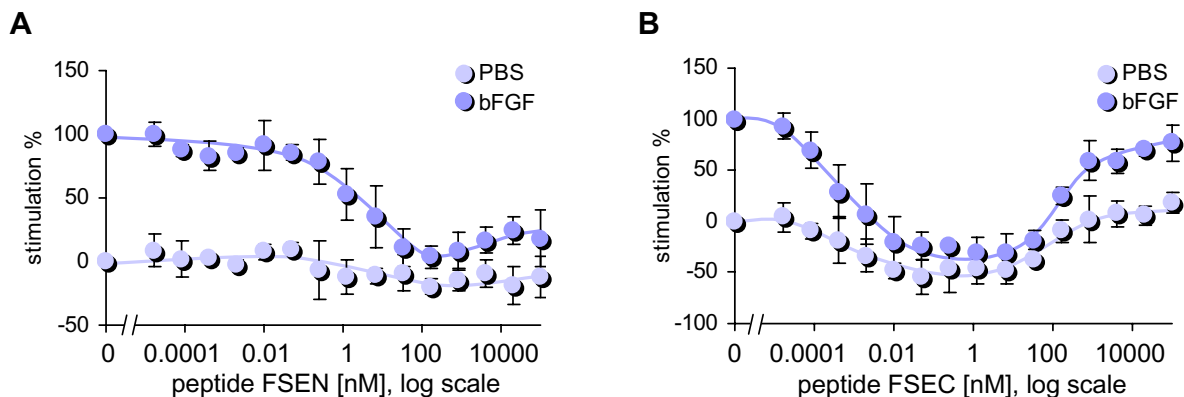 A
150
100
50
0
-50
stimulation %
PBS
bFGF
0 0.0001 0.01 1 100 10000
peptide FSEN [nM], log scale
B
150
100
50
0
-50
-100
stimulation %
PBS
bFGF
0 0.0001 0.01 1 100 10000
peptide FSEC [nM], log scale